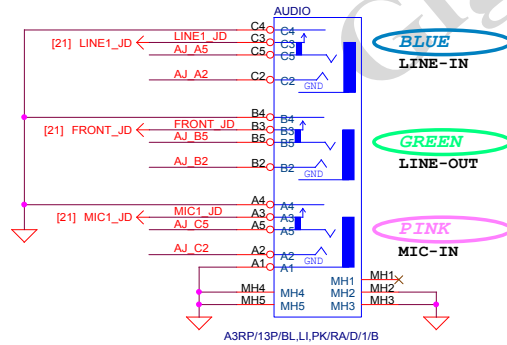 AUDIO
C4 C4
[21] LINE1_JD LINE1_JD C3 C3
AJ_A5 C5 C5
AJ_A2 C2 C2
GND
BLUE
LINE-IN
B4 B4
[21] FRONT_JD FRONT_JD B3 B3
AJ_B5 B5 B5
AJ_B2 B2 B2
GND
GREEN
LINE-OUT
A4 A4
[21] MIC1_JD MIC1_JD A3 A3
AJ_C5 A5 A5
AJ_C2 A2 A2
GND
A1 A1
PINK
MIC-IN
MH1 MH1
MH4 MH4 MH2 MH2
MH5 MH5 MH3 MH3
A3RP/13P/BL,LI,PK/RA/D/1/B